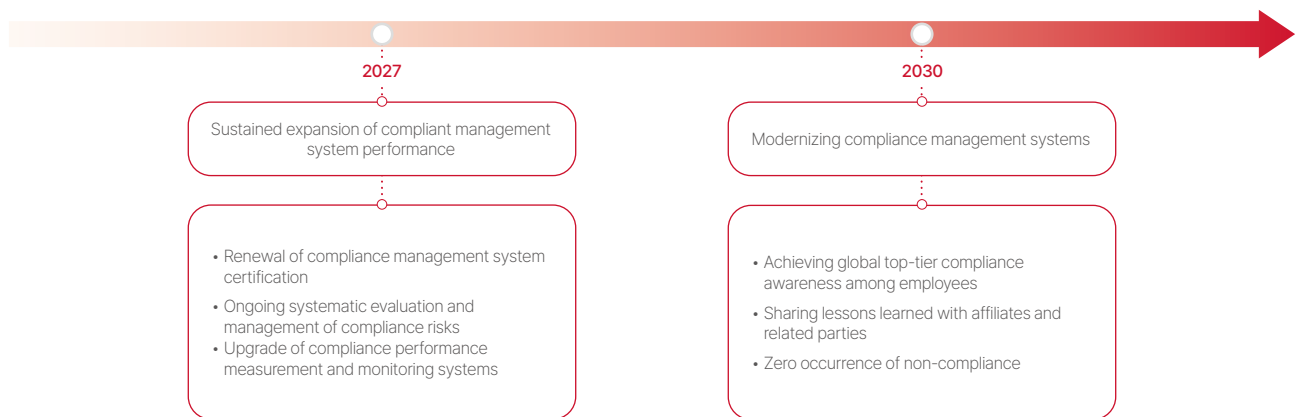 2027
Sustained expansion of compliant management
system performance
• Renewal of compliance management system
certification
• Ongoing systematic evaluation and
management of compliance risks
• Upgrade of compliance performance
measurement and monitoring systems
2030
Modernizing compliance management systems
• Achieving global top-tier compliance
awareness among employees
• Sharing lessons learned with affiliates and
related parties
• Zero occurrence of non-compliance